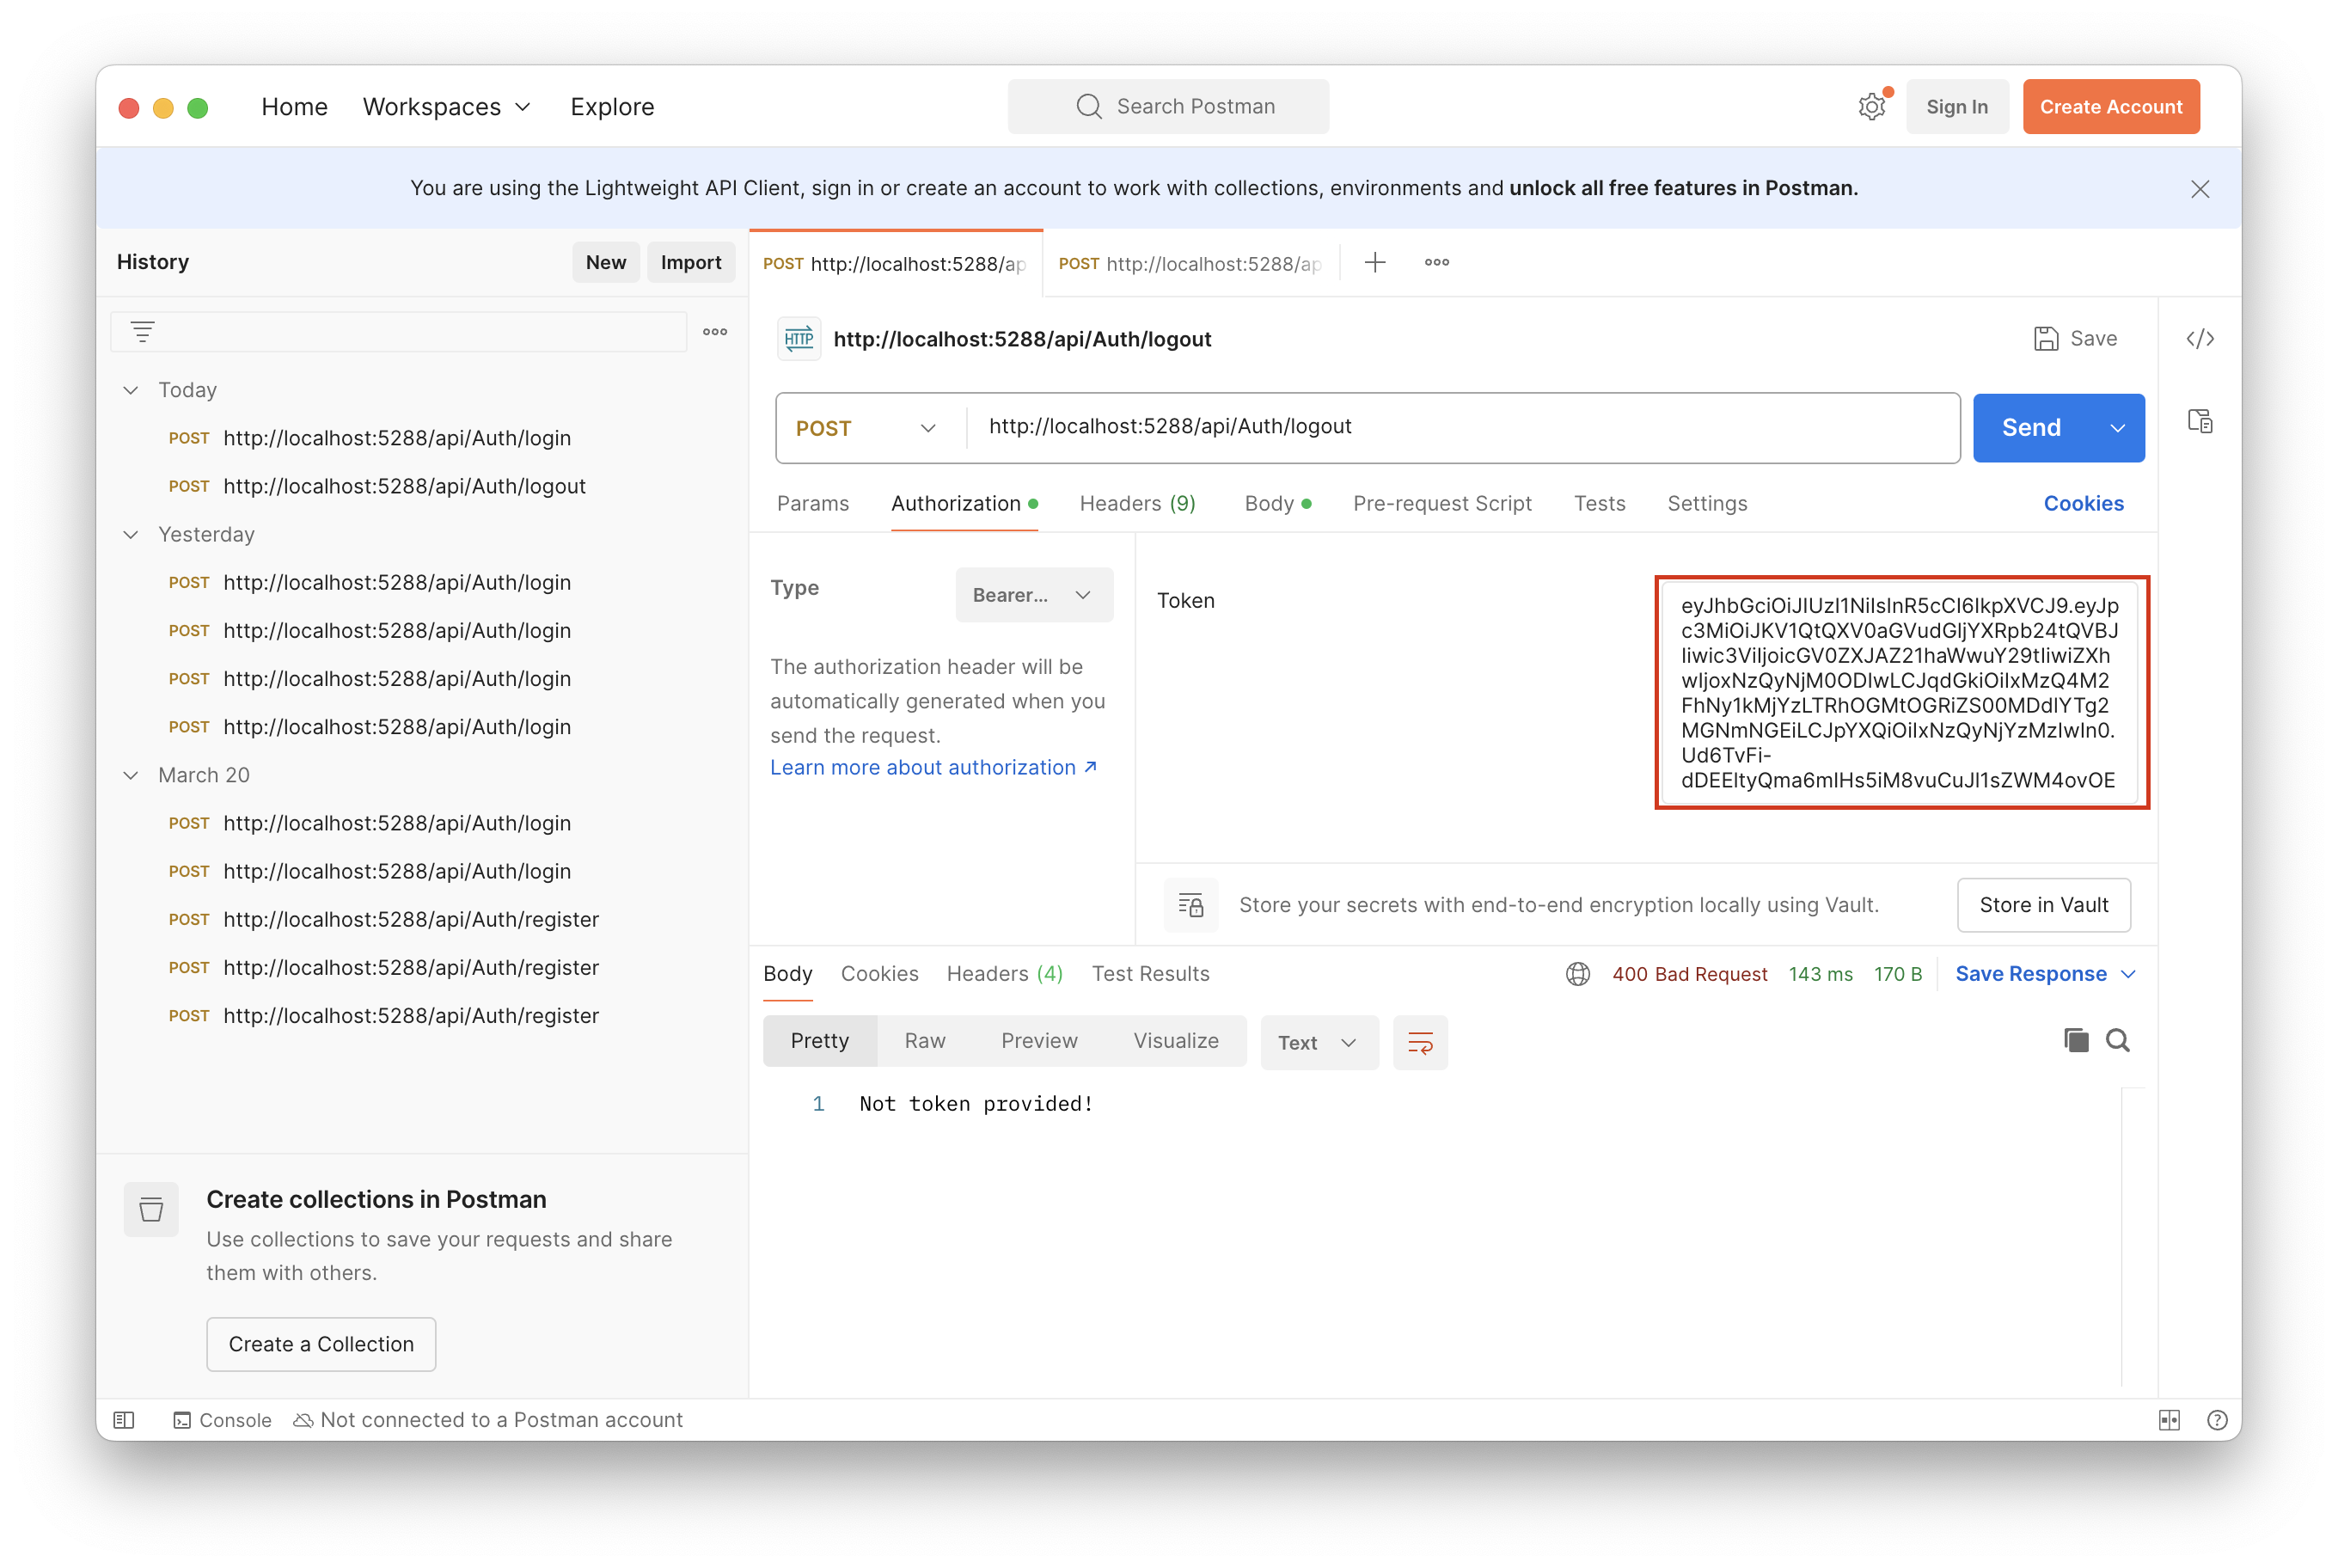 Home Workspaces Explore
Search Postman
Sign In Create Account
You are using the Lightweight API Client, sign in or create an account to work with collections, environments and unlock all free features in Postman.
History New Import
Today
POST http://localhost:5288/api/Auth/login
POST http://localhost:5288/api/Auth/logout
Yesterday
POST http://localhost:5288/api/Auth/login
POST http://localhost:5288/api/Auth/login
POST http://localhost:5288/api/Auth/login
POST http://localhost:5288/api/Auth/login
March 20
POST http://localhost:5288/api/Auth/login
POST http://localhost:5288/api/Auth/login
POST http://localhost:5288/api/Auth/register
POST http://localhost:5288/api/Auth/register
POST http://localhost:5288/api/Auth/register
Create collections in Postman
Use collections to save your requests and share
them with others.
Create a Collection
POST http://localhost:5288/ap POST http://localhost:5288/ap
HTTP http://localhost:5288/api/Auth/logout Save
POST http://localhost:5288/api/Auth/logout Send
Params Authorization Headers (9) Body Pre-request Script Tests Settings Cookies
Type Bearer...
The authorization header will be
automatically generated when you
send the request.
Learn more about authorization
Token
eyJhbGciOiJIUzI1NiIsInR5cCI6IkpXVCJ9.eyJp
c3MiOiJKV1QtQXV0aGVudGljYXRpb24tQVBJ
Iiwic3ViIjoicGV0ZXJAZ21haWwuY29tIiwiZXh
wIjoxNzQyNjM0ODIwLCJqdGkiOiIxMzQ4M2
FhNy1kMjYzLTRhOGMtOGRiZS00MDdlYTg2
MGNmNGEiLCJpYXQiOiIxNzQyNjYzMzIwIn0.
Ud6TvFi-
dDEEItyQma6mIHs5iM8vuCuJl1sZWM4ovOE
Store your secrets with end-to-end encryption locally using Vault. Store in Vault
Body Cookies Headers (4) Test Results 400 Bad Request 143 ms 170 B Save Response
Pretty Raw Preview Visualize Text
1 Not token provided!
Console Not connected to a Postman account